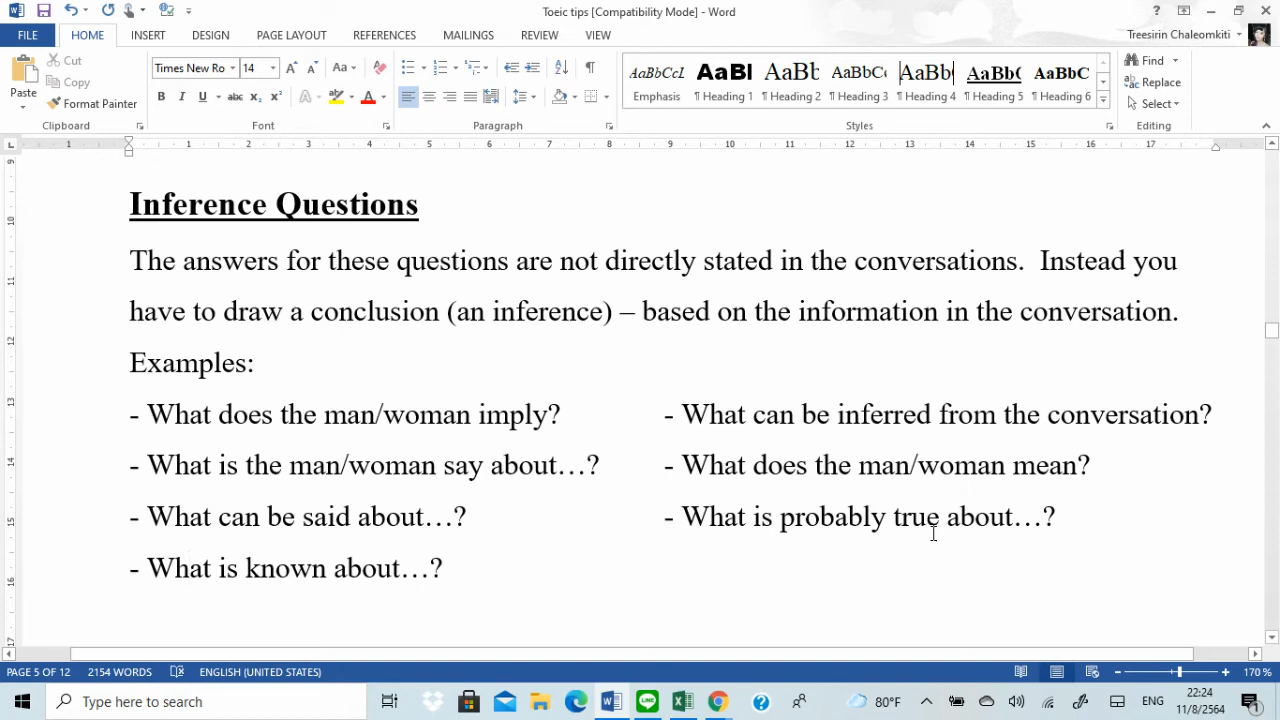 Toeic tips [Compatibility Mode] - Word
FILE HOME INSERT DESIGN PAGE LAYOUT REFERENCES MAILINGS REVIEW VIEW Treesirin Chaleomkiti
Paste Cut Copy Format Painter
Times New Ro 14
Find Replace Select
AaBbCcL AaBl AaBb AaBbC AaBb AaBb( AaBbC
Emphasis ¶ Heading 1 ¶ Heading 2 ¶ Heading 3 ¶ Heading 4 ¶ Heading 5 ¶ Heading 6
Clipboard Font Paragraph Styles Editing
Inference Questions
The answers for these questions are not directly stated in the conversations. Instead you
have to draw a conclusion (an inference) – based on the information in the conversation.
Examples:
- What does the man/woman imply? - What can be inferred from the conversation?
- What is the man/woman say about…? - What does the man/woman mean?
- What can be said about…? - What is probably true about…?
- What is known about…?
PAGE 5 OF 12 2154 WORDS ENGLISH (UNITED STATES) 170 %
Type here to search 80°F ENG 22:24
11/8/2564